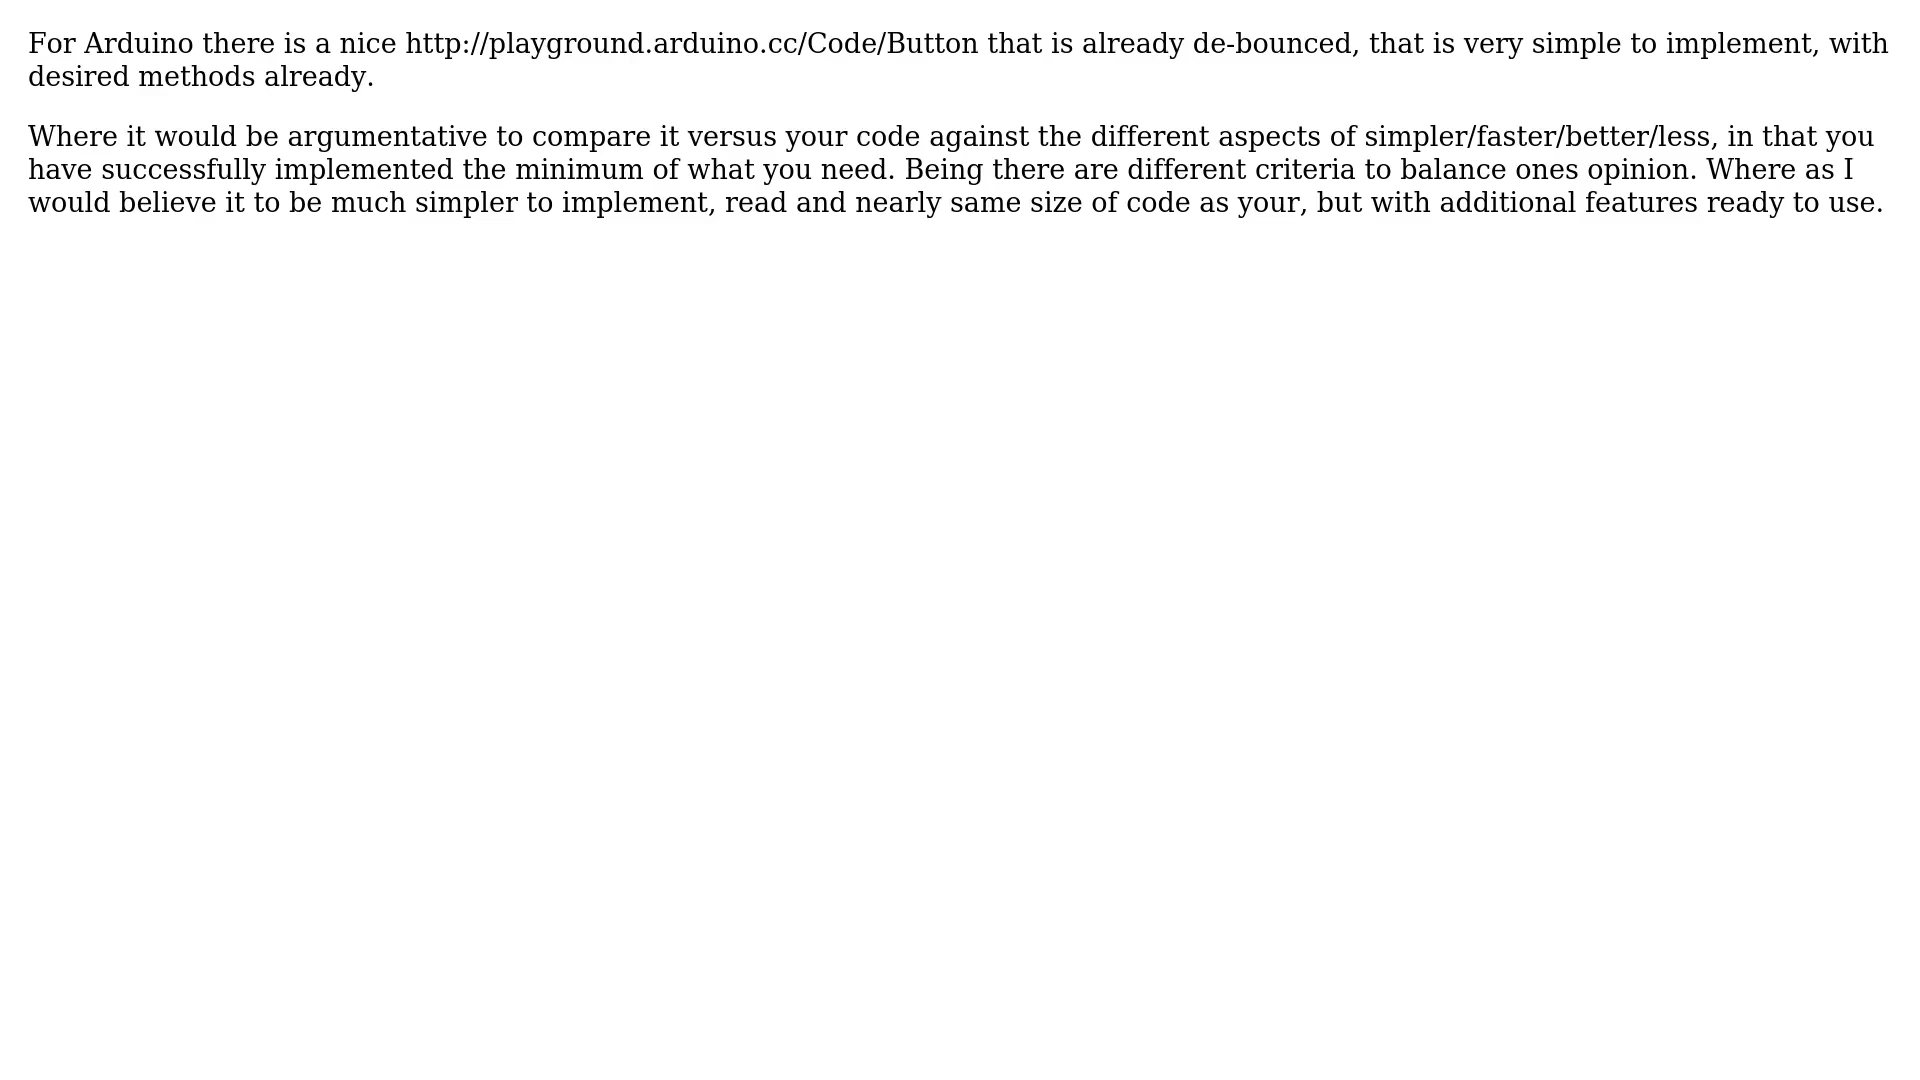 For Arduino there is a nice http://playground.arduino.cc/Code/Button that is already de-bounced, that is very simple to implement, with
desired methods already.
Where it would be argumentative to compare it versus your code against the different aspects of simpler/faster/better/less, in that you
have successfully implemented the minimum of what you need. Being there are different criteria to balance ones opinion. Where as I
would believe it to be much simpler to implement, read and nearly same size of code as your, but with additional features ready to use.